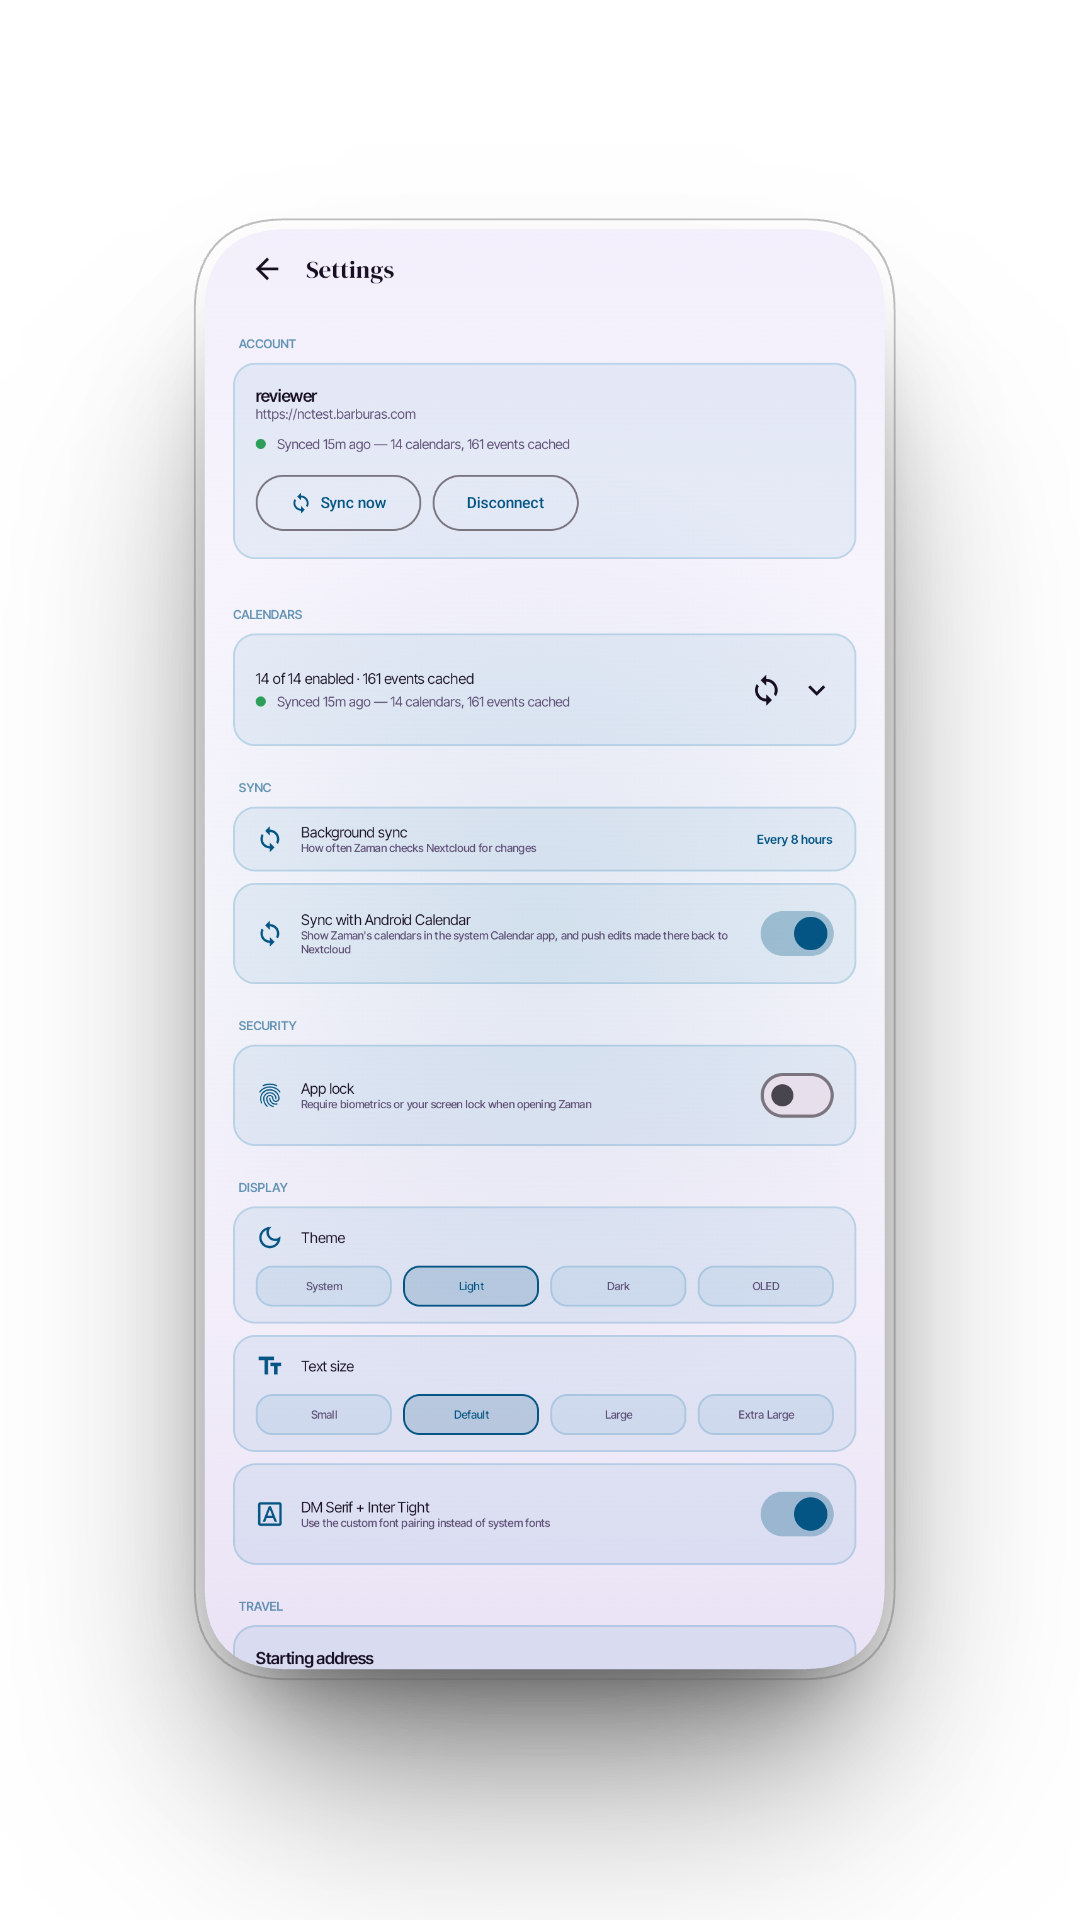 Settings
ACCOUNT
reviewer
https://nctest.barburas.com
Synced 15m ago — 14 calendars, 161 events cached
Sync now
Disconnect
CALENDARS
14 of 14 enabled · 161 events cached
Synced 15m ago — 14 calendars, 161 events cached
SYNC
Background sync
How often Zaman checks Nextcloud for changes
Every 8 hours
Sync with Android Calendar
Show Zaman's calendars in the system Calendar app, and push edits made there back to
Nextcloud
SECURITY
App lock
Require biometrics or your screen lock when opening Zaman
DISPLAY
Theme
System
Light
Dark
OLED
Text size
Small
Default
Large
Extra Large
DM Serif + Inter Tight
Use the custom font pairing instead of system fonts
TRAVEL
Starting address